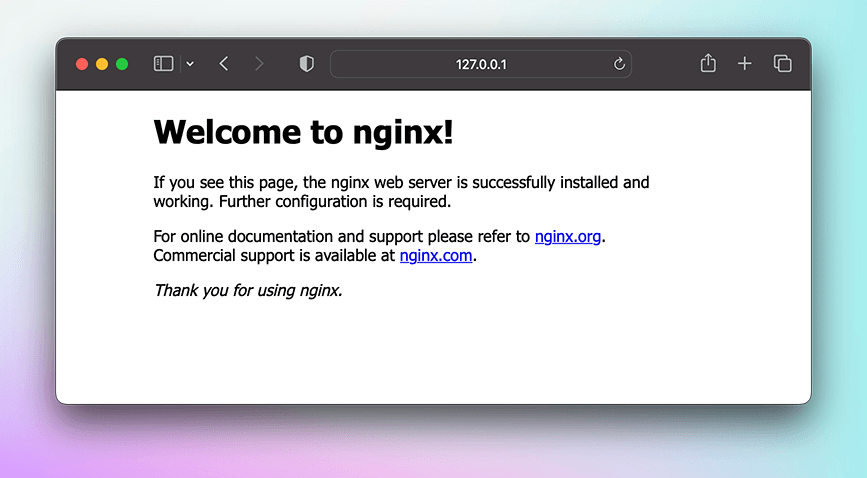 127.0.0.1
Welcome to nginx!
If you see this page, the nginx web server is successfully installed and
working. Further configuration is required.
For online documentation and support please refer to nginx.org.
Commercial support is available at nginx.com.
Thank you for using nginx.